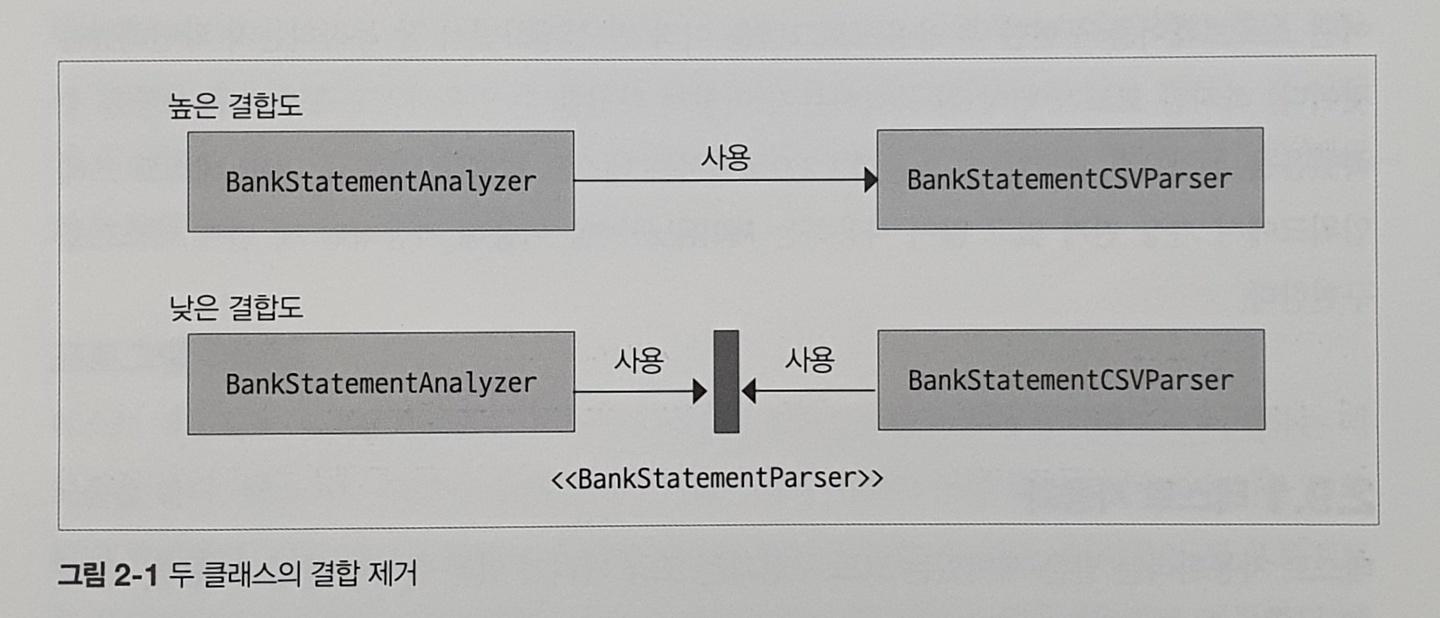 높은 결합도
BankStatementAnalyzer
사용
BankStatementCSVParser
낮은 결합도
BankStatementAnalyzer
사용
사용
BankStatementCSVParser
<<BankStatementParser>>
그림 2-1 두 클래스의 결합 제거